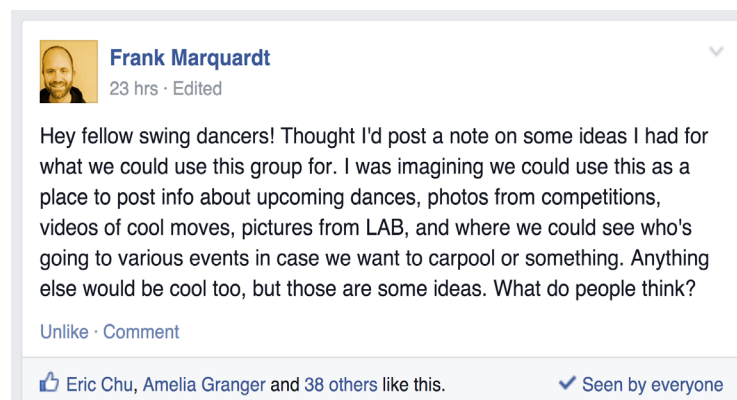 Frank Marquardt
23 hrs · Edited
Hey fellow swing dancers! Thought I'd post a note on some ideas I had for
what we could use this group for. I was imagining we could use this as a
place to post info about upcoming dances, photos from competitions,
videos of cool moves, pictures from LAB, and where we could see who's
going to various events in case we want to carpool or something. Anything
else would be cool too, but those are some ideas. What do people think?
Unlike · Comment
Eric Chu, Amelia Granger and 38 others like this. Seen by everyone